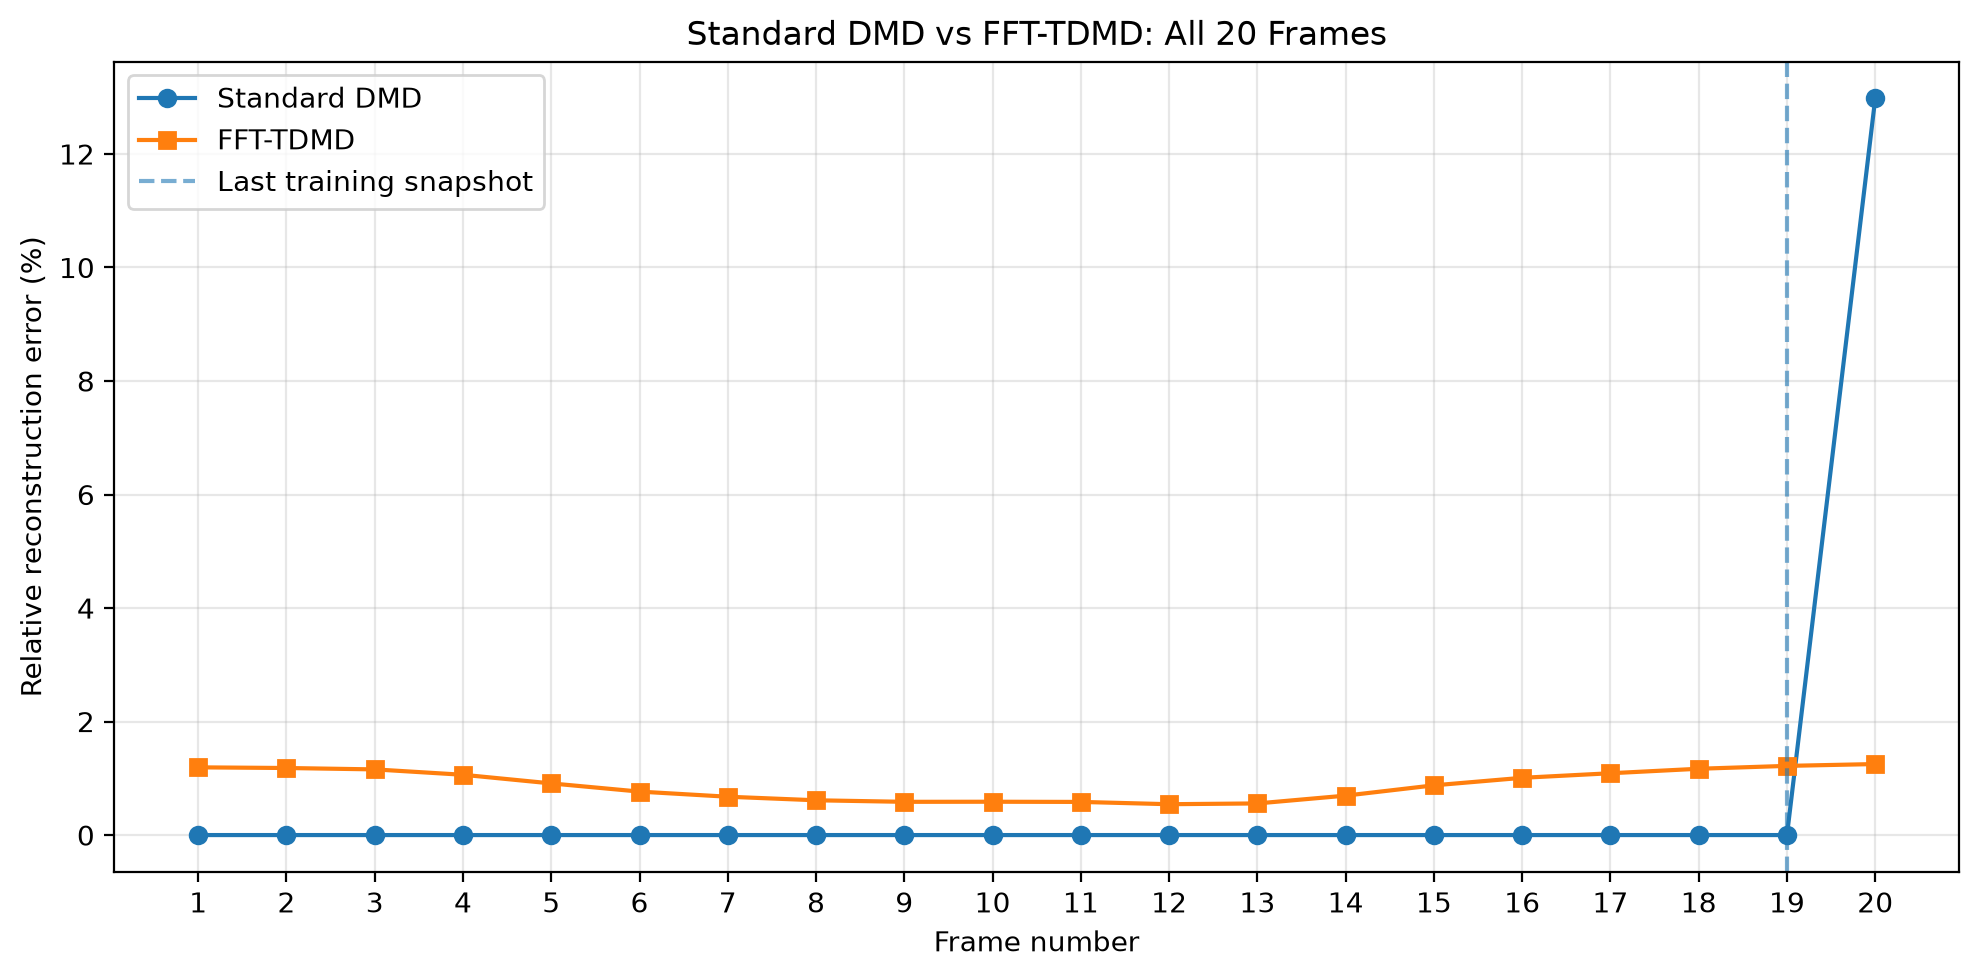 Standard DMD vs FFT-TDMD: All 20 Frames
Standard DMD
FFT-TDMD
Last training snapshot
Relative reconstruction error (%)
12
10
8
6
4
2
0
1 2 3 4 5 6 7 8 9 10 11 12 13 14 15 16 17 18 19 20
Frame number